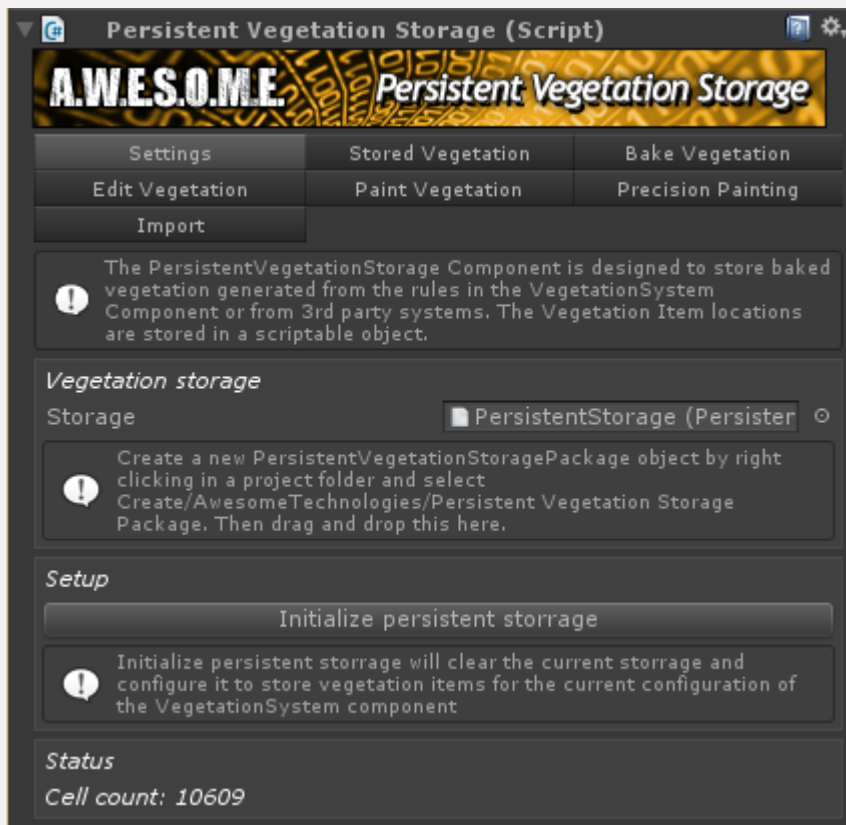 Persistent Vegetation Storage (Script)
A.W.E.S.O.M.E. Persistent Vegetation Storage
Settings Stored Vegetation Bake Vegetation
Edit Vegetation Paint Vegetation Precision Painting
Import
The PersistentVegetationStorage Component is designed to store baked
vegetation generated from the rules in the VegetationSystem
Component or from 3rd party systems. The Vegetation Item locations
are stored in a scriptable object.
Vegetation storage
Storage PersistentStorage (Persister
Create a new PersistentVegetationStoragePackage object by right
clicking in a project folder and select
Create/AwesomeTechnologies/Persistent Vegetation Storage
Package. Then drag and drop this here.
Setup
Initialize persistent storrage
Initialize persistent storrage will clear the current storrage and
configure it to store vegetation items for the current configuration of
the VegetationSystem component
Status
Cell count: 10609